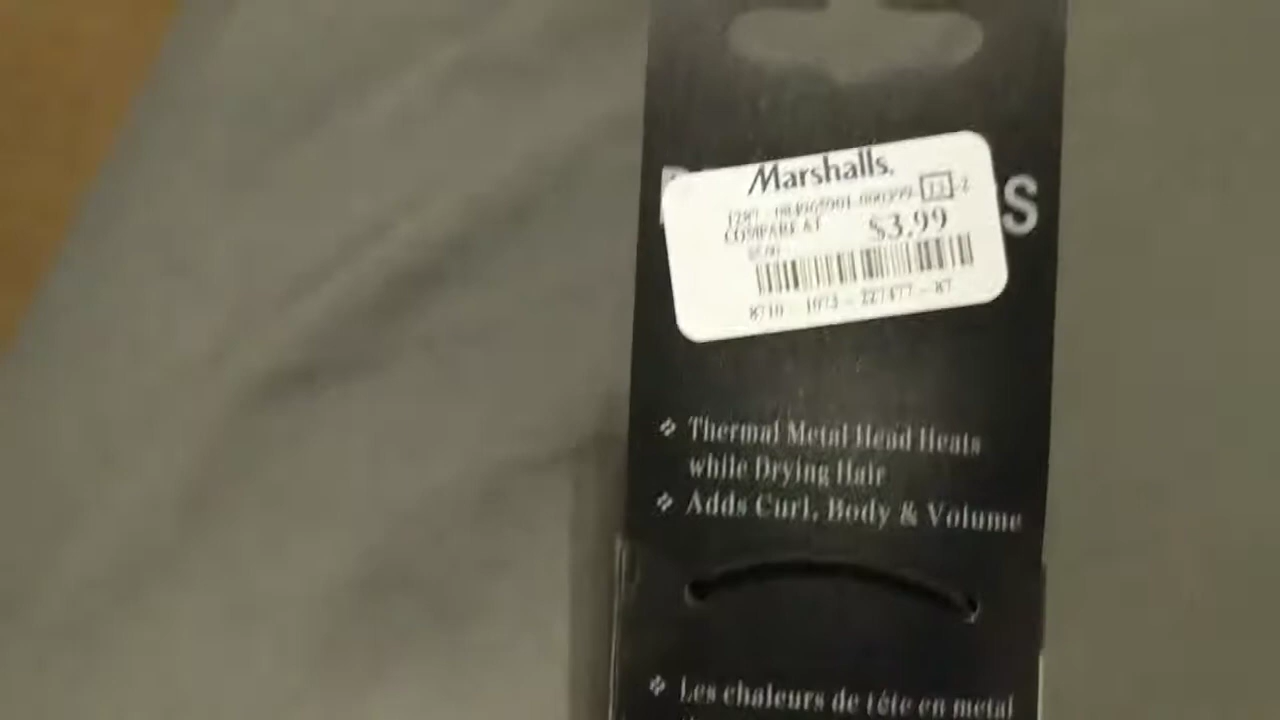 Marshalls.
$3.99
COMPARE AT
S
Thermal Metal Head Heats
while Drying Hair
Adds Curl, Body & Volume
Les chaleurs de tête en metal